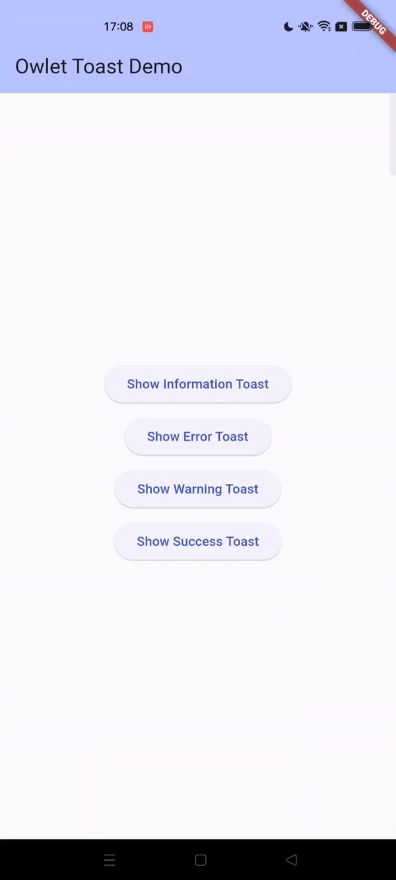 17:08
DEBUG
Owlet Toast Demo
Show Information Toast
Show Error Toast
Show Warning Toast
Show Success Toast